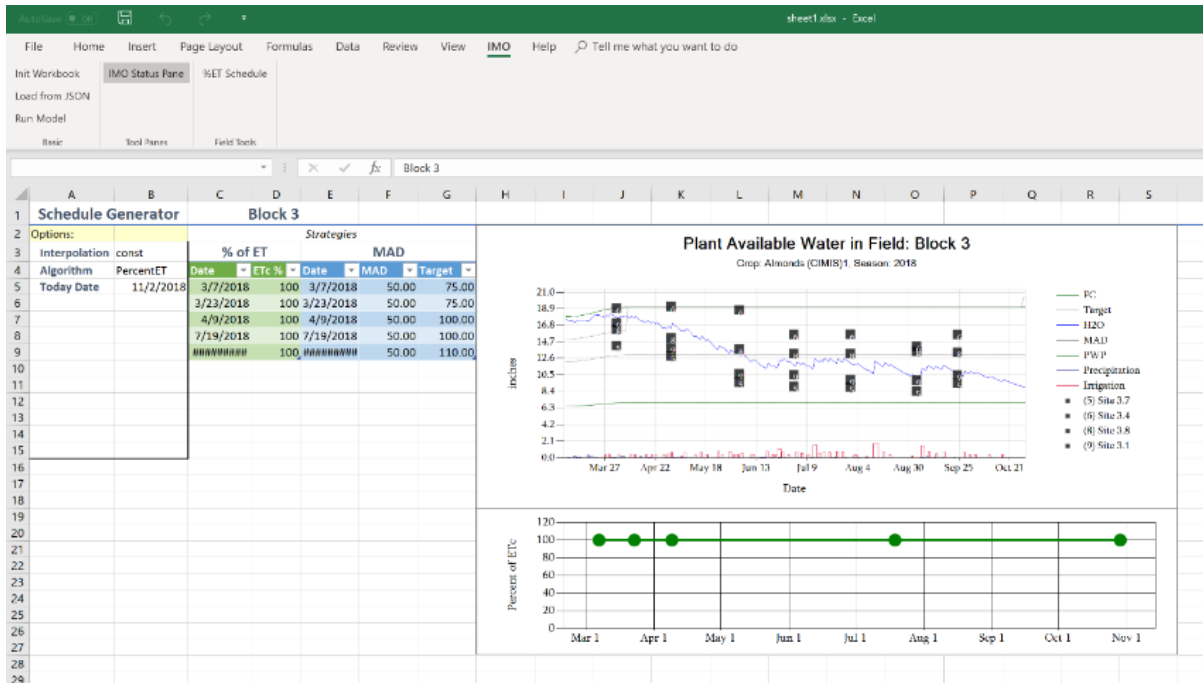 AutoSave Off sheet1.xlsx - Excel
File Home Insert Page Layout Formulas Data Review View IMO Help Tell me what you want to do
Init Workbook IMO Status Pane %ET Schedule
Load from JSON
Run Model
Basic Tool Panes Field Tools
fx Block 3
A B C D E F G H I J K L M N O P Q R S
1 Schedule Generator Block 3
2 Options: Strategies
3 Interpolation const % of ET MAD
4 Algorithm PercentET Date ETc % Date MAD Target
5 Today Date 11/2/2018 3/7/2018 100 3/7/2018 50.00 75.00
6 3/23/2018 100 3/23/2018 50.00 75.00
7 4/9/2018 100 4/9/2018 50.00 100.00
8 7/19/2018 100 7/19/2018 50.00 100.00
9 ######### 100 ######### 50.00 110.00
10
11
12
13
14
15
16
17
18
19
20
21
22
23
24
25
26
27
28
29
Plant Available Water in Field: Block 3
Crop: Almonds (CIMIS)1, Season: 2018
inches
21.0
18.9
16.8
14.7
12.6
10.5
8.4
6.3
4.2
2.1
0.0
Mar 27 Apr 22 May 18 Jun 13 Jul 9 Aug 4 Aug 30 Sep 25 Oct 21
Date
FC
Target
H2O
MAD
PWP
Precipitation
Irrigation
(5) Site 3.7
(6) Site 3.4
(8) Site 3.8
(9) Site 3.1
Percent of ETc
120
100
80
60
40
20
0
Mar 1 Apr 1 May 1 Jun 1 Jul 1 Aug 1 Sep 1 Oct 1 Nov 1